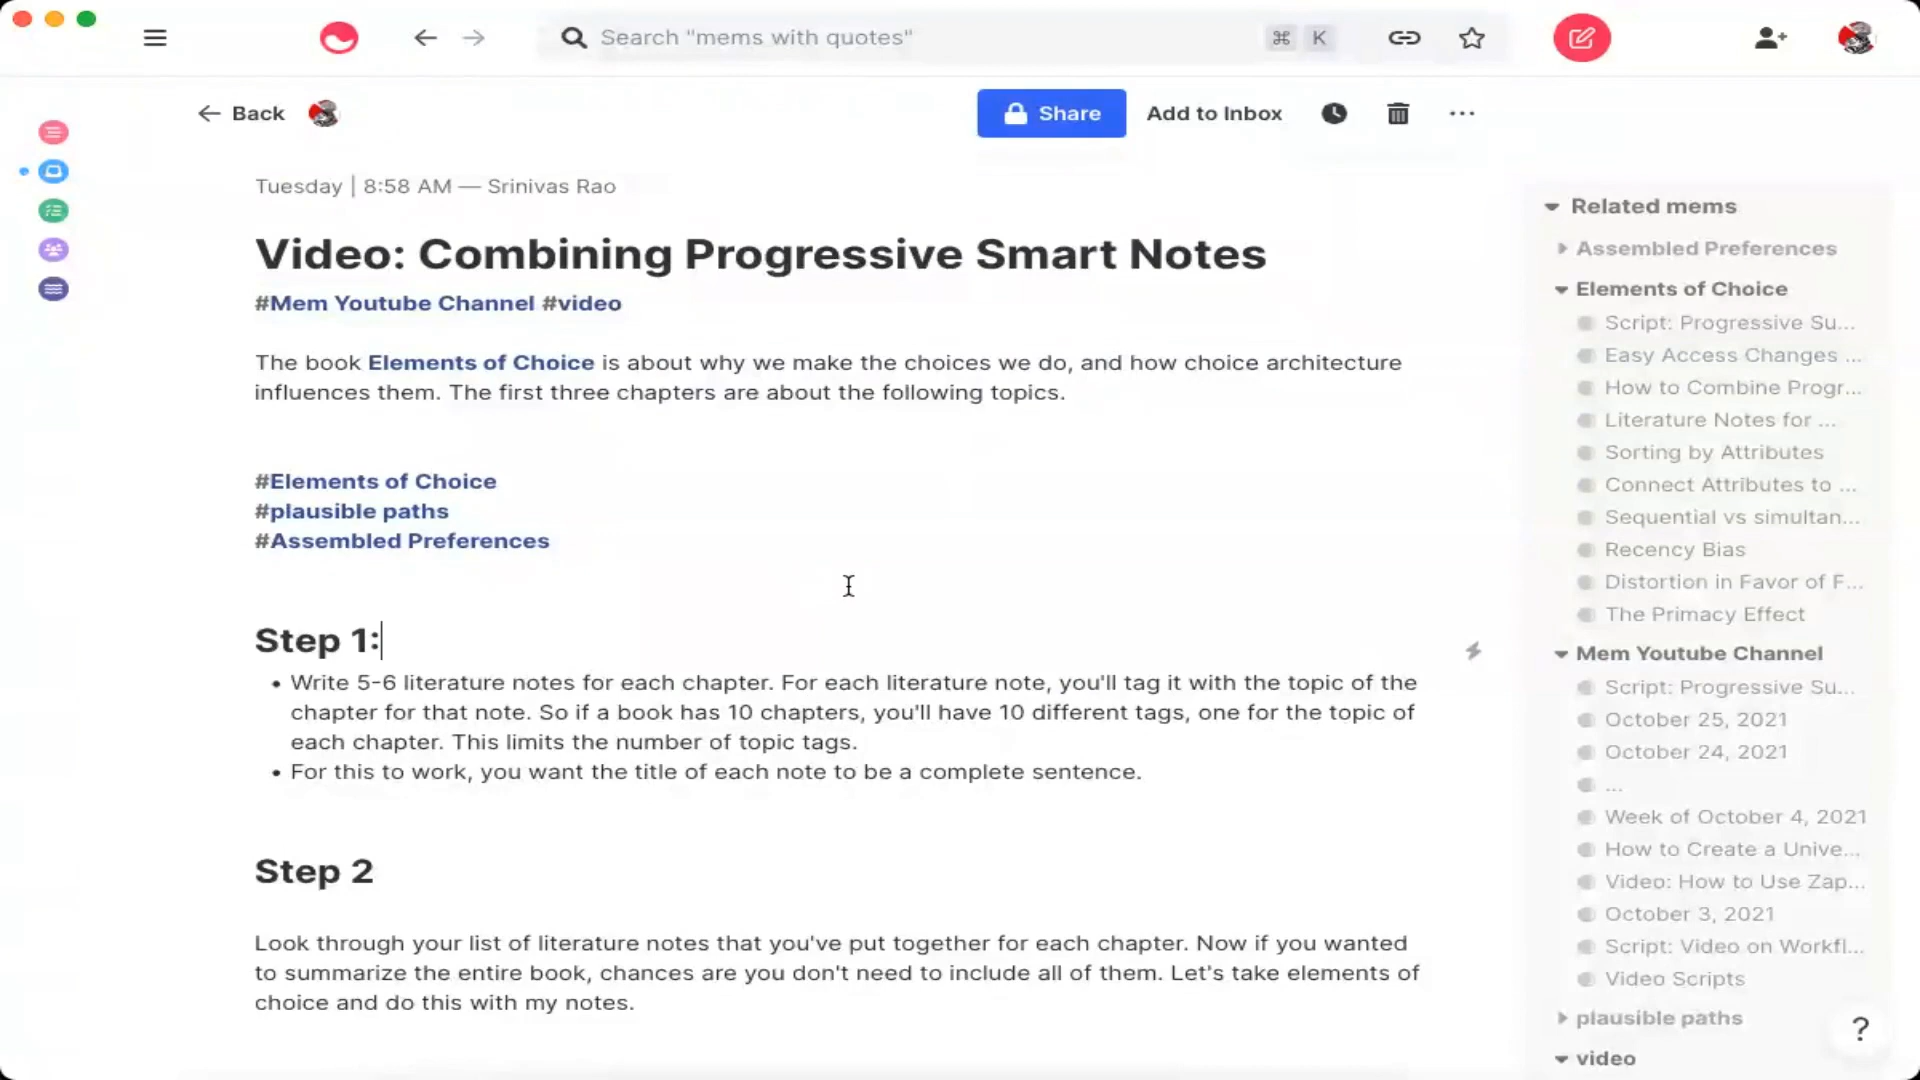 Search "mems with quotes"
⌘ K
Back
Share
Add to Inbox
Tuesday | 8:58 AM — Srinivas Rao
Video: Combining Progressive Smart Notes
#Mem Youtube Channel #video
The book Elements of Choice is about why we make the choices we do, and how choice architecture
influences them. The first three chapters are about the following topics.
#Elements of Choice
#plausible paths
#Assembled Preferences
Step 1:
• Write 5-6 literature notes for each chapter. For each literature note, you'll tag it with the topic of the
chapter for that note. So if a book has 10 chapters, you'll have 10 different tags, one for the topic of
each chapter. This limits the number of topic tags.
• For this to work, you want the title of each note to be a complete sentence.
Step 2
Look through your list of literature notes that you've put together for each chapter. Now if you wanted
to summarize the entire book, chances are you don't need to include all of them. Let's take elements of
choice and do this with my notes.
Related mems
Assembled Preferences
Elements of Choice
Script: Progressive Su...
Easy Access Changes ...
How to Combine Progr...
Literature Notes for ...
Sorting by Attributes
Connect Attributes to ...
Sequential vs simultan...
Recency Bias
Distortion in Favor of F...
The Primacy Effect
Mem Youtube Channel
Script: Progressive Su...
October 25, 2021
October 24, 2021
...
Week of October 4, 2021
How to Create a Unive...
Video: How to Use Zap...
October 3, 2021
Script: Video on Workfl...
Video Scripts
plausible paths
video
?